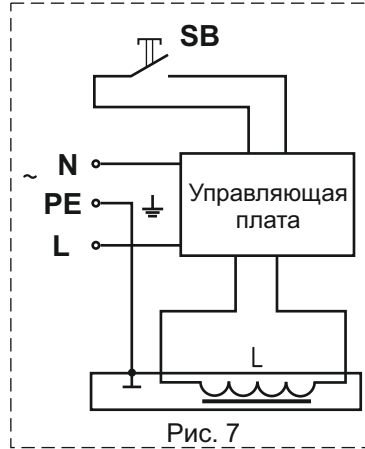 SB
~ N
PE
L
Управляющая
плата
L
Рис. 7